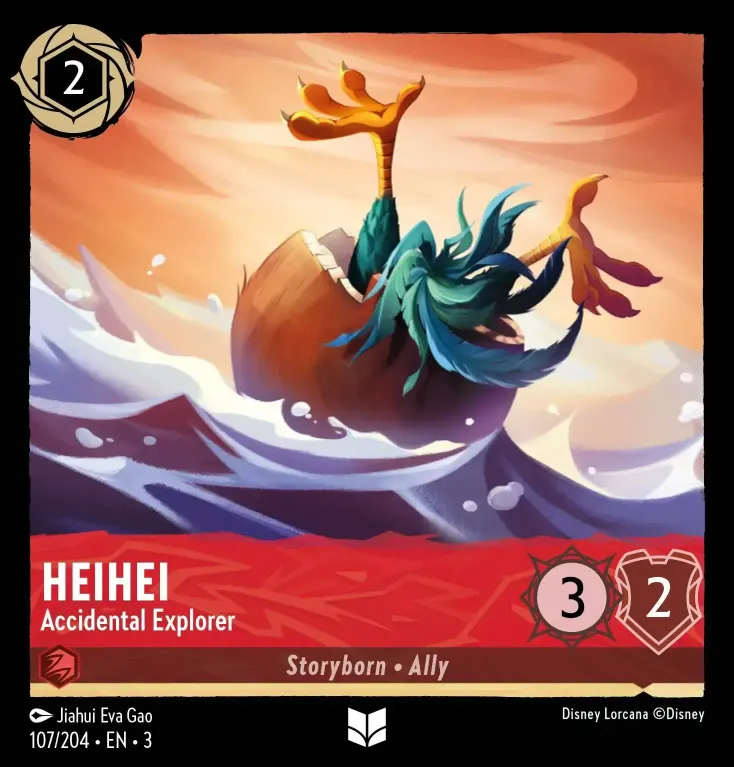 2
HEIHEI
Accidental Explorer
3
2
Storyborn • Ally
Jiahui Eva Gao
Disney Lorcana ©Disney
107/204 • EN • 3